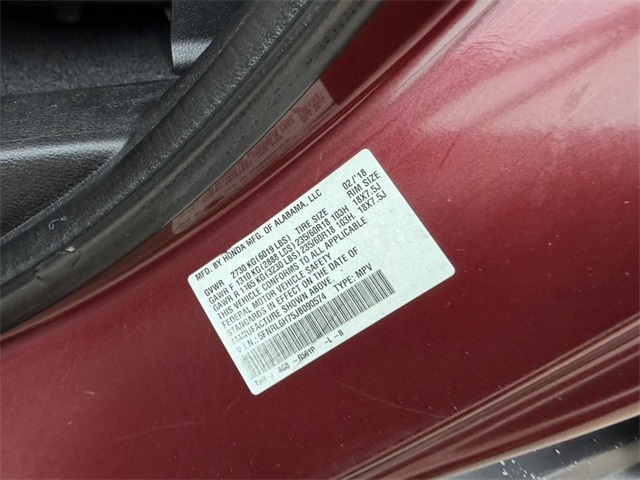 MFD. BY HONDA MFG. OF ALABAMA, LLC 02/'18
GVWR 2730 KG(6019 LBS) TIRE SIZE RIM SIZE
GAWR F 1310 KG(2888 LBS)235/60R18 103H 18X7.5J
GAWR R 1465 KG(3230 LBS)235/60R18 103H 18X7.5J
THIS VEHICLE CONFORMS TO ALL APPLICABLE
FEDERAL MOTOR VEHICLE SAFETY
STANDARDS IN EFFECT ON THE DATE OF
MANUFACTURE SHOWN ABOVE.
V.I.N.: 5FNRL6H75JB090574 TYPE: MPV
-L -B